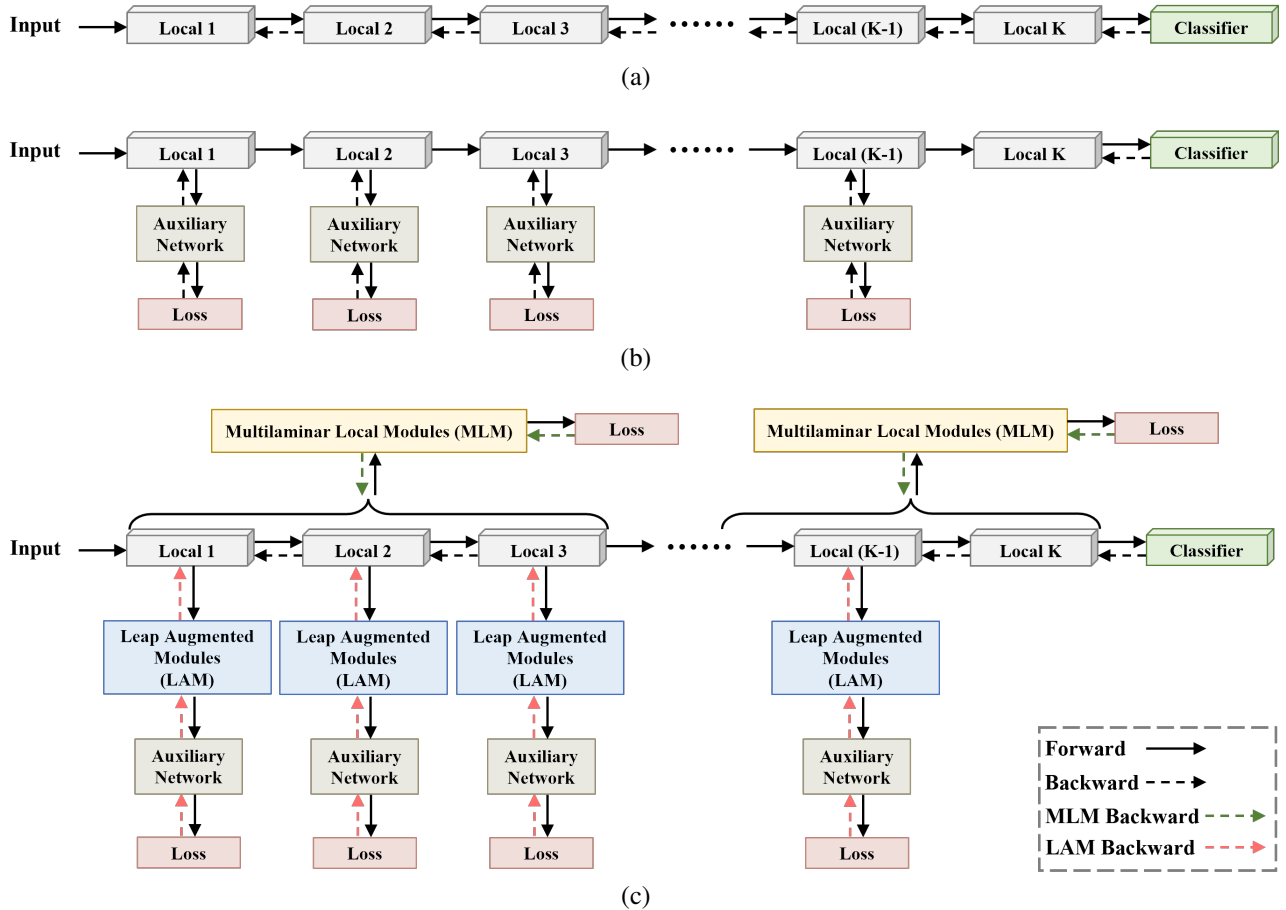 Input Local 1 Local 2 Local 3 Local (K-1) Local K Classifier
(a)
Input Local 1 Local 2 Local 3 Local (K-1) Local K Classifier
Auxiliary Auxiliary Auxiliary Auxiliary
Network Network Network Network
Loss Loss Loss Loss
(b)
Multilaminar Local Modules (MLM) Loss Multilaminar Local Modules (MLM) Loss
Input Local 1 Local 2 Local 3 Local (K-1) Local K Classifier
Leap Augmented Leap Augmented Leap Augmented Leap Augmented
Modules Modules Modules Modules
(LAM) (LAM) (LAM) (LAM)
Auxiliary Auxiliary Auxiliary Auxiliary
Network Network Network Network
Loss Loss Loss Loss
Forward
Backward
MLM Backward
LAM Backward
(c)